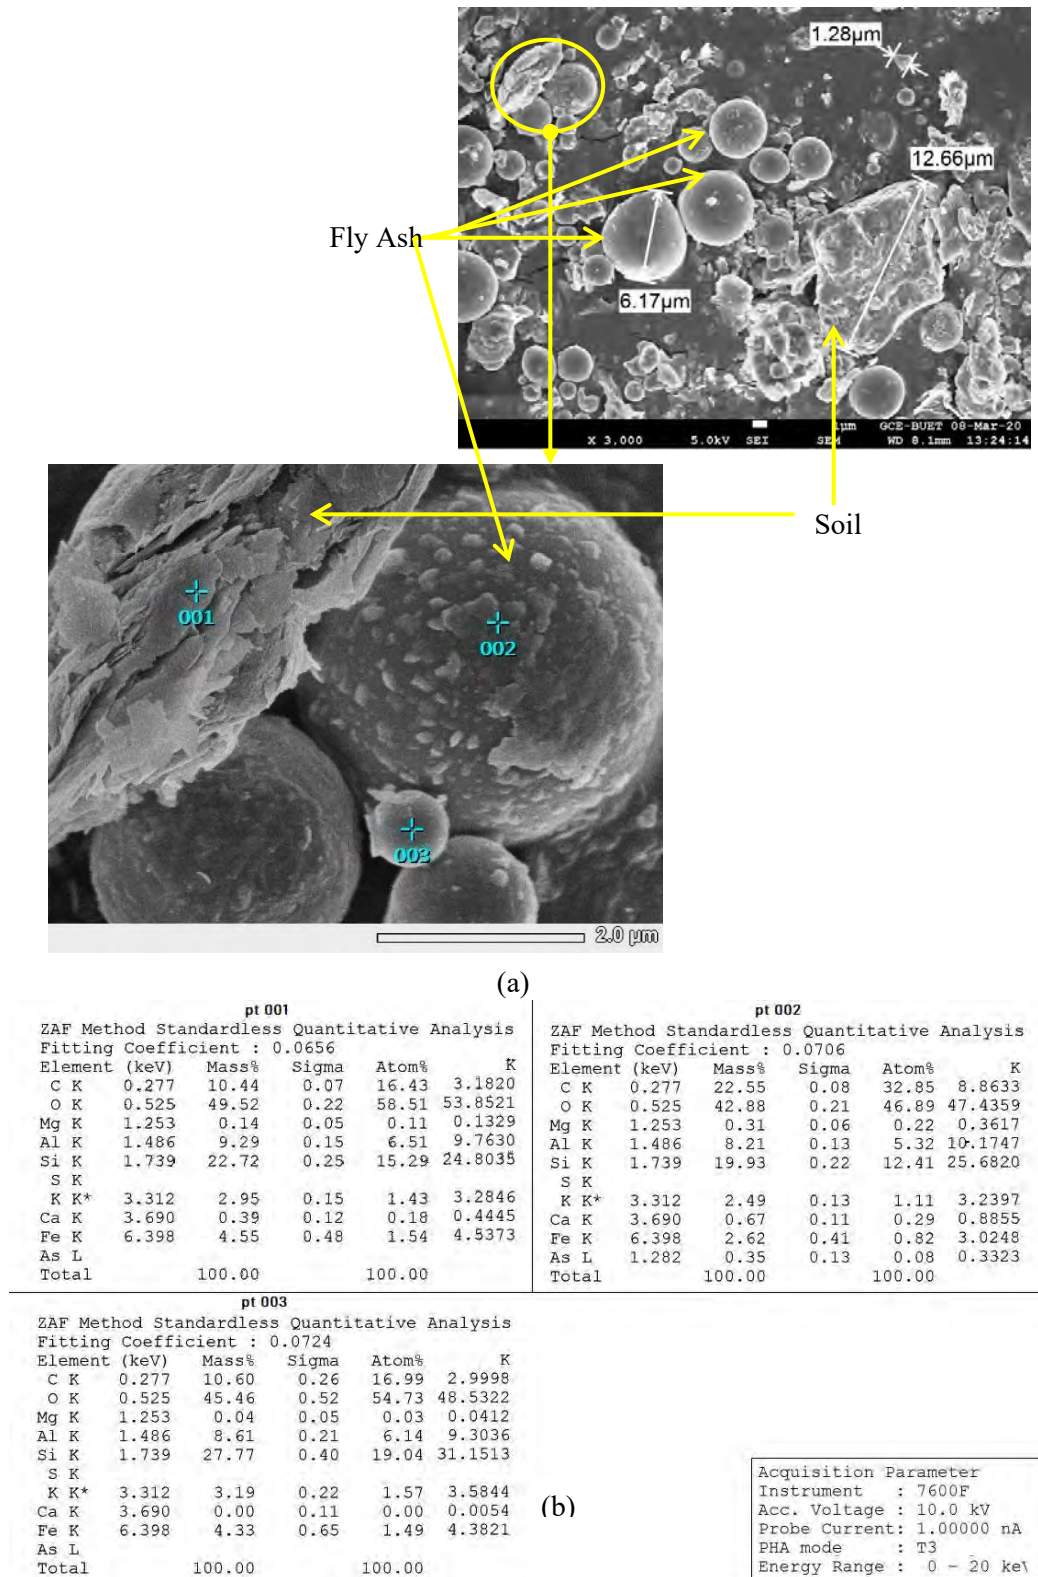 1.28µm
12.66µm
Fly Ash
6.17µm
1µm GCE-BUET 08-Mar-20
X 3,000 5.0kV SEI SEM WD 8.1mm 13:24:14
Soil
001
002
003
2.0 µm
(a)
pt 001
ZAF Method Standardless Quantitative Analysis
Fitting Coefficient : 0.0656
Element (keV) Mass% Sigma Atom% K
C K 0.277 10.44 0.07 16.43 3.1820
O K 0.525 49.52 0.22 58.51 53.8521
Mg K 1.253 0.14 0.05 0.11 0.1329
Al K 1.486 9.29 0.15 6.51 9.7630
Si K 1.739 22.72 0.25 15.29 24.8035
S K
K K* 3.312 2.95 0.15 1.43 3.2846
Ca K 3.690 0.39 0.12 0.18 0.4445
Fe K 6.398 4.55 0.48 1.54 4.5373
As L
Total 100.00 100.00
pt 002
ZAF Method Standardless Quantitative Analysis
Fitting Coefficient : 0.0706
Element (keV) Mass% Sigma Atom% K
C K 0.277 22.55 0.08 32.85 8.8633
O K 0.525 42.88 0.21 46.89 47.4359
Mg K 1.253 0.31 0.06 0.22 0.3617
Al K 1.486 8.21 0.13 5.32 10.1747
Si K 1.739 19.93 0.22 12.41 25.6820
S K
K K* 3.312 2.49 0.13 1.11 3.2397
Ca K 3.690 0.67 0.11 0.29 0.8855
Fe K 6.398 2.62 0.41 0.82 3.0248
As L 1.282 0.35 0.13 0.08 0.3323
Total 100.00 100.00
pt 003
ZAF Method Standardless Quantitative Analysis
Fitting Coefficient : 0.0724
Element (keV) Mass% Sigma Atom% K
C K 0.277 10.60 0.26 16.99 2.9998
O K 0.525 45.46 0.52 54.73 48.5322
Mg K 1.253 0.04 0.05 0.03 0.0412
Al K 1.486 8.61 0.21 6.14 9.3036
Si K 1.739 27.77 0.40 19.04 31.1513
S K
K K* 3.312 3.19 0.22 1.57 3.5844
Ca K 3.690 0.00 0.11 0.00 0.0054
Fe K 6.398 4.33 0.65 1.49 4.3821
As L
Total 100.00 100.00
(b)
Acquisition Parameter
Instrument : 7600F
Acc. Voltage : 10.0 kV
Probe Current: 1.00000 nA
PHA mode : T3
Energy Range : 0 - 20 keV